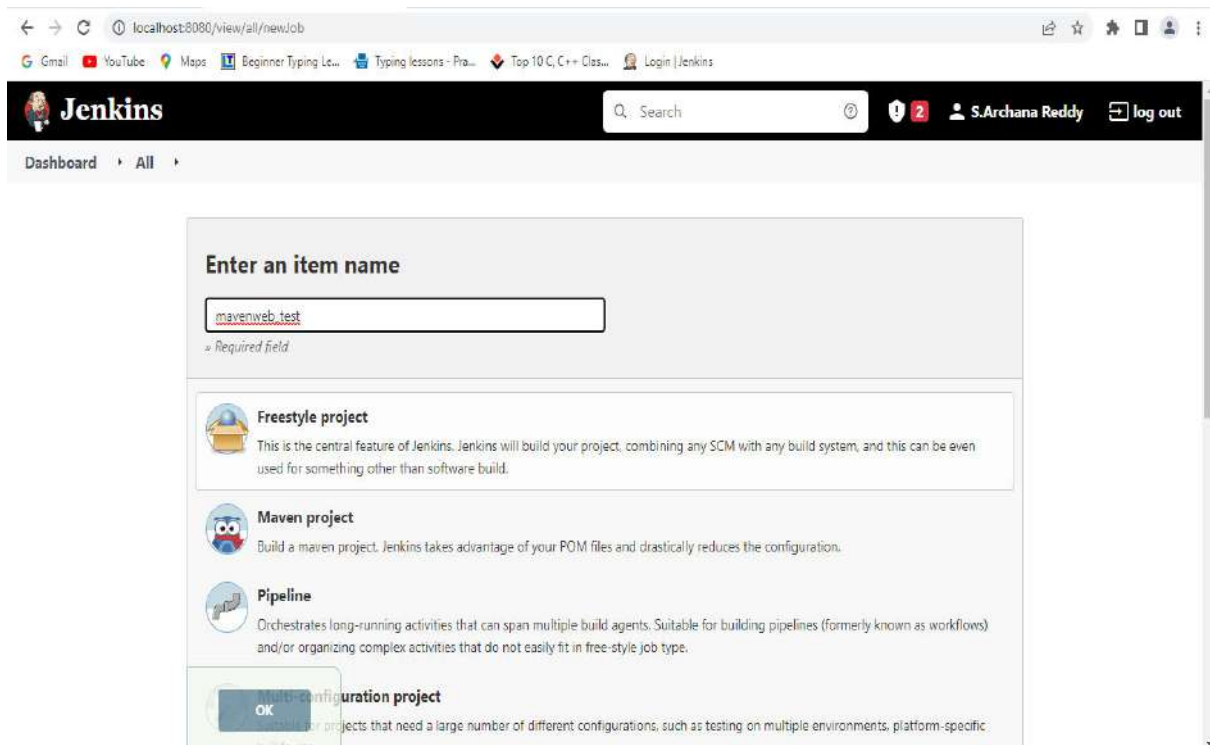 localhost:8080/view/all/newJob
Gmail YouTube Maps Beginner Typing Le... Typing lessons - Pra... Top 10 C, C++ Clas... Login | Jenkins
Jenkins Search 2 S.Archana Reddy log out
Dashboard All
Enter an item name
mavenweb_test
» Required field
Freestyle project
This is the central feature of Jenkins. Jenkins will build your project, combining any SCM with any build system, and this can be even
used for something other than software build.
Maven project
Build a maven project. Jenkins takes advantage of your POM files and drastically reduces the configuration.
Pipeline
Orchestrates long-running activities that can span multiple build agents. Suitable for building pipelines (formerly known as workflows)
and/or organizing complex activities that do not easily fit in free-style job type.
Multi-configuration project
OK
projects that need a large number of different configurations, such as testing on multiple environments, platform-specific